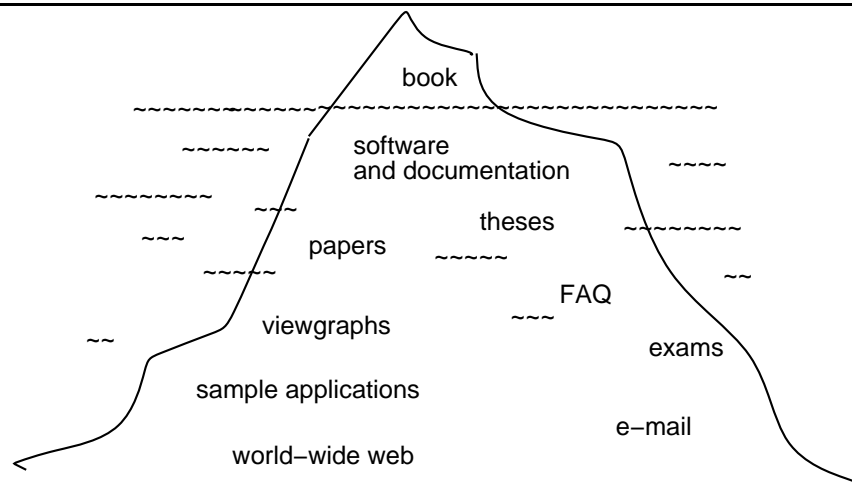 book
software
and documentation
theses
papers
FAQ
viewgraphs
exams
sample applications
e−mail
world−wide web